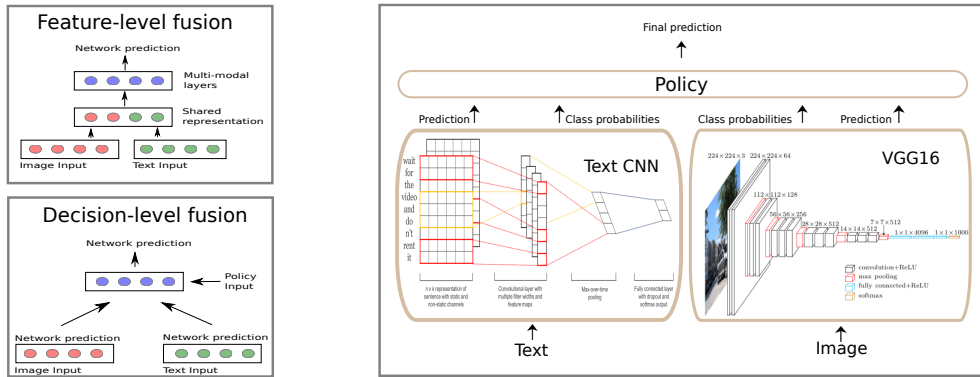 Feature-level fusion
Network prediction
Multi-modal
layers
Shared
representation
Image Input
Text Input
Decision-level fusion
Network prediction
Policy
Input
Network prediction
Network prediction
Image Input
Text Input
Final prediction
Policy
Prediction
Class probabilities
Class probabilities
Prediction
Text CNN
wait
for
the
video
and
do
n't
rent
it
n x k representation of
sentence with static and
non-static channels
Convolutional layer with
multiple filter widths and
feature maps
Max-over-time
pooling
Fully connected layer
with dropout and
softmax output
Text
VGG16
224×224×3
224×224×64
112×112×128
56×56×256
28×28×512
14×14×512
7×7×512
1×1×4096
1×1×1000
convolution+ReLU
max pooling
fully connected+ReLU
softmax
Image